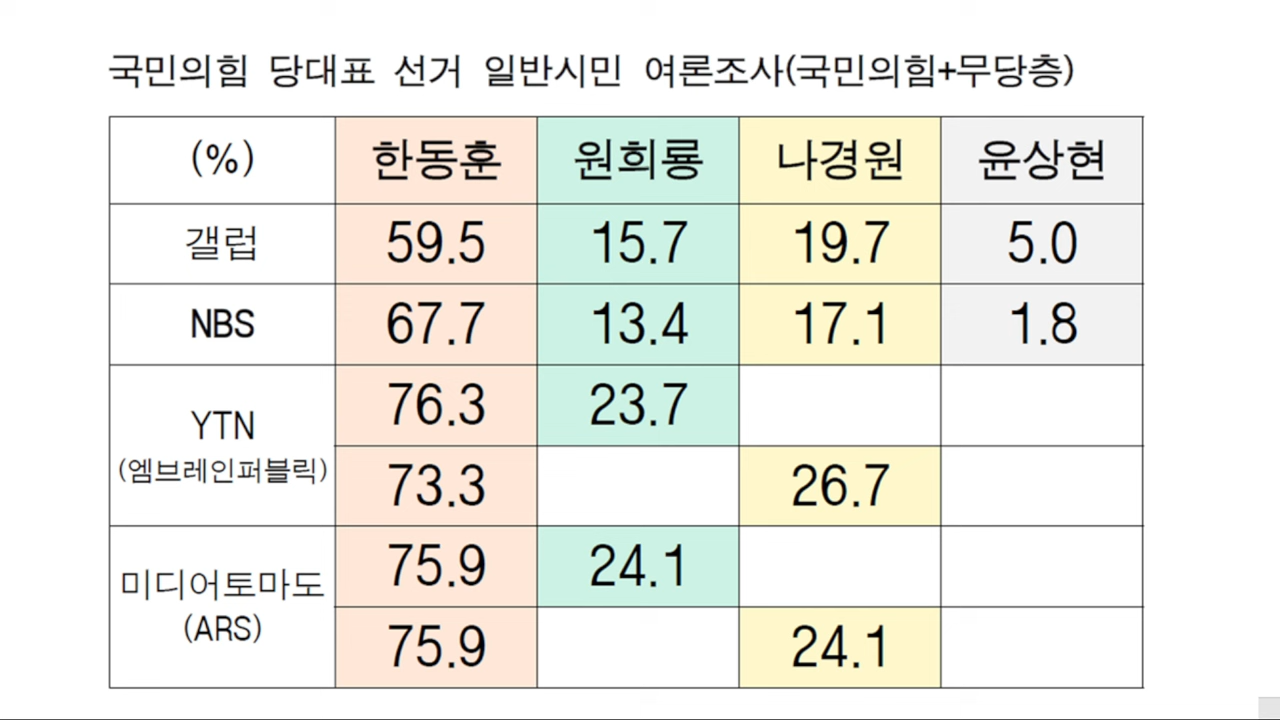 국민의힘 당대표 선거 일반시민 여론조사(국민의힘+무당층)
(%) 한동훈 원희룡 나경원 윤상현
갤럽 59.5 15.7 19.7 5.0
NBS 67.7 13.4 17.1 1.8
YTN
(엠브레인퍼블릭)
76.3 23.7
73.3 26.7
미디어토마도
(ARS)
75.9 24.1
75.9 24.1